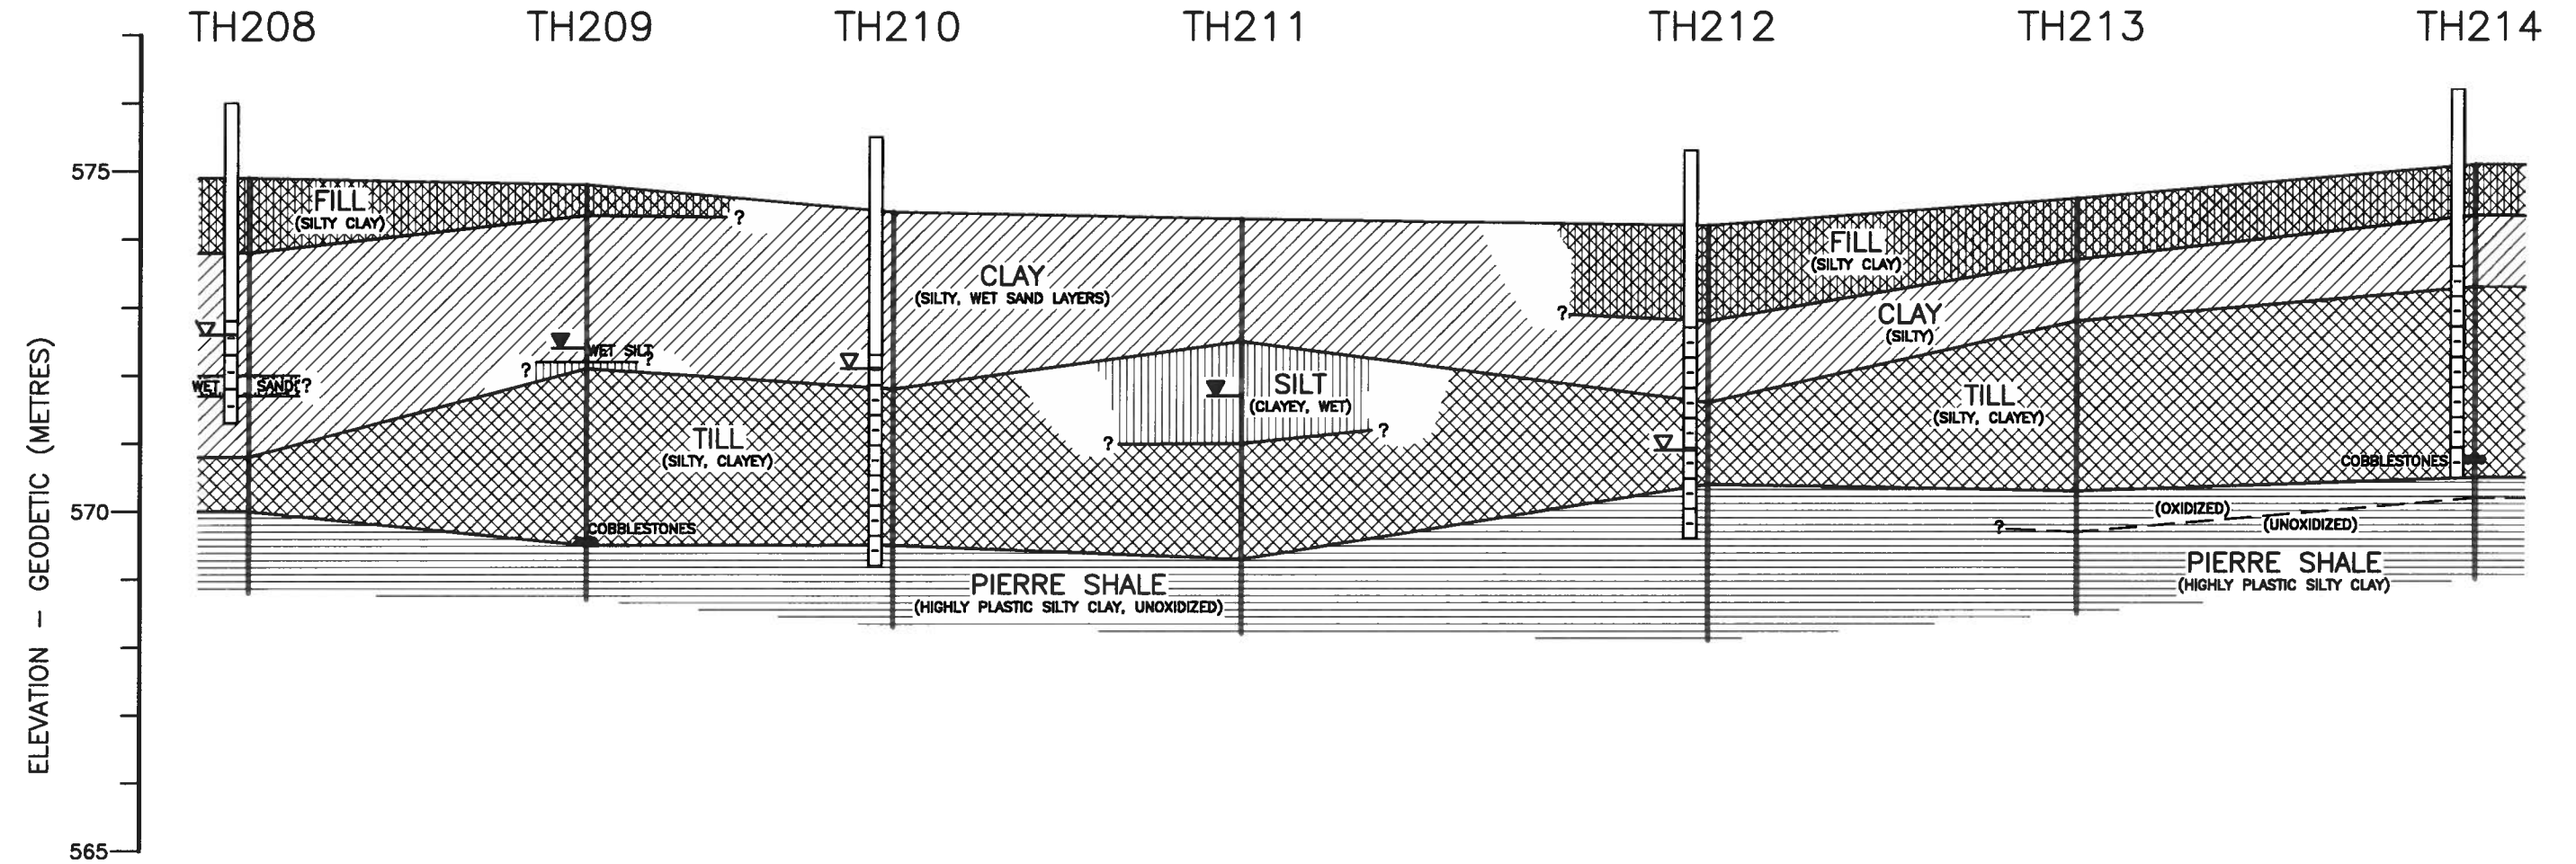 TH208 TH209 TH210 TH211 TH212 TH213 TH214
575
FILL
(SILTY CLAY)
?
CLAY
(SILTY, WET SAND LAYERS)
FILL
(SILTY CLAY)
?
CLAY
(SILTY)
WET SILT
?
?
WET SAND ?
SILT
(CLAYEY, WET)
?
?
TILL
(SILTY, CLAYEY)
TILL
(SILTY, CLAYEY)
COBBLESTONES
570
COBBLESTONES
(OXIDIZED)
?
(UNOXIDIZED)
PIERRE SHALE
(HIGHLY PLASTIC SILTY CLAY, UNOXIDIZED)
PIERRE SHALE
(HIGHLY PLASTIC SILTY CLAY)
565
ELEVATION - GEODETIC (METRES)